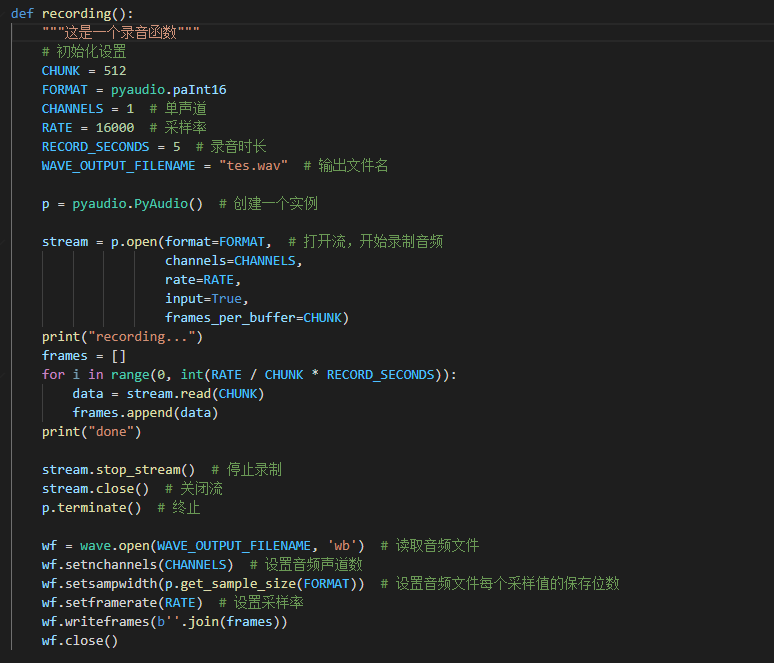 def recording():
    """这是一个录音函数"""
    # 初始化设置
    CHUNK = 512
    FORMAT = pyaudio.paInt16
    CHANNELS = 1  # 单声道
    RATE = 16000  # 采样率
    RECORD_SECONDS = 5  # 录音时长
    WAVE_OUTPUT_FILENAME = "tes.wav"  # 输出文件名

    p = pyaudio.PyAudio()  # 创建一个实例

    stream = p.open(format=FORMAT,  # 打开流，开始录制音频
                    channels=CHANNELS,
                    rate=RATE,
                    input=True,
                    frames_per_buffer=CHUNK)
    print("recording...")
    frames = []
    for i in range(0, int(RATE / CHUNK * RECORD_SECONDS)):
        data = stream.read(CHUNK)
        frames.append(data)
    print("done")

    stream.stop_stream()  # 停止录制
    stream.close()  # 关闭流
    p.terminate()  # 终止

    wf = wave.open(WAVE_OUTPUT_FILENAME, 'wb')  # 读取音频文件
    wf.setnchannels(CHANNELS)  # 设置音频声道数
    wf.setsampwidth(p.get_sample_size(FORMAT))  # 设置音频文件每个采样值的保存位数
    wf.setframerate(RATE)  # 设置采样率
    wf.writeframes(b''.join(frames))
    wf.close()